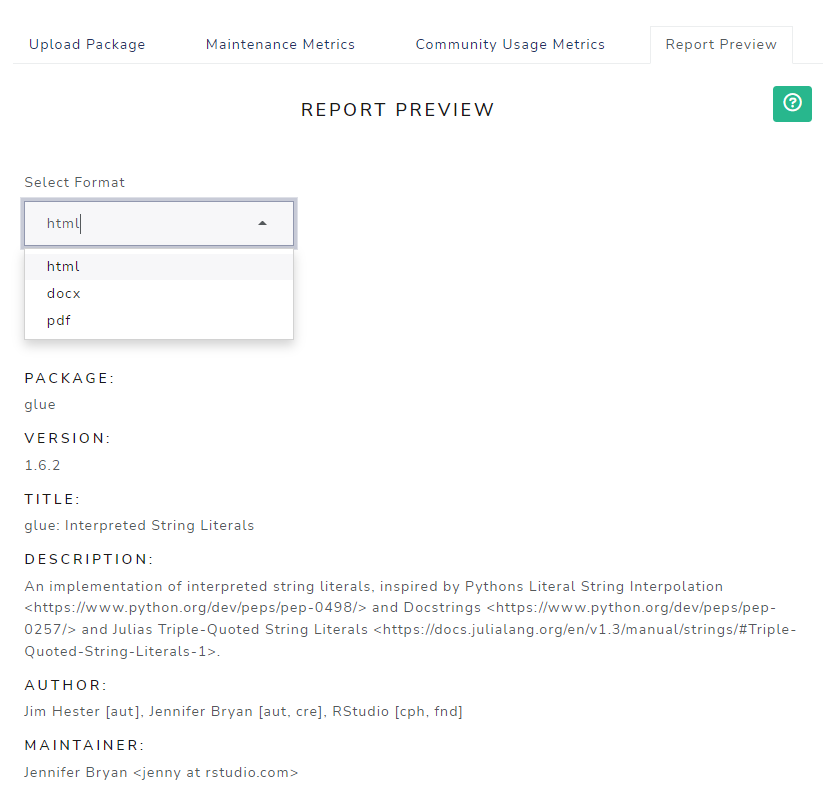 Upload Package Maintenance Metrics Community Usage Metrics Report Preview
REPORT PREVIEW
Select Format
html
html
docx
pdf
PACKAGE:
glue
VERSION:
1.6.2
TITLE:
glue: Interpreted String Literals
DESCRIPTION:
An implementation of interpreted string literals, inspired by Pythons Literal String Interpolation
<https://www.python.org/dev/peps/pep-0498/> and Docstrings <https://www.python.org/dev/peps/pep-
0257/> and Julias Triple-Quoted String Literals <https://docs.julialang.org/en/v1.3/manual/strings/#Triple-
Quoted-String-Literals-1>.
AUTHOR:
Jim Hester [aut], Jennifer Bryan [aut, cre], RStudio [cph, fnd]
MAINTAINER:
Jennifer Bryan <jenny at rstudio.com>